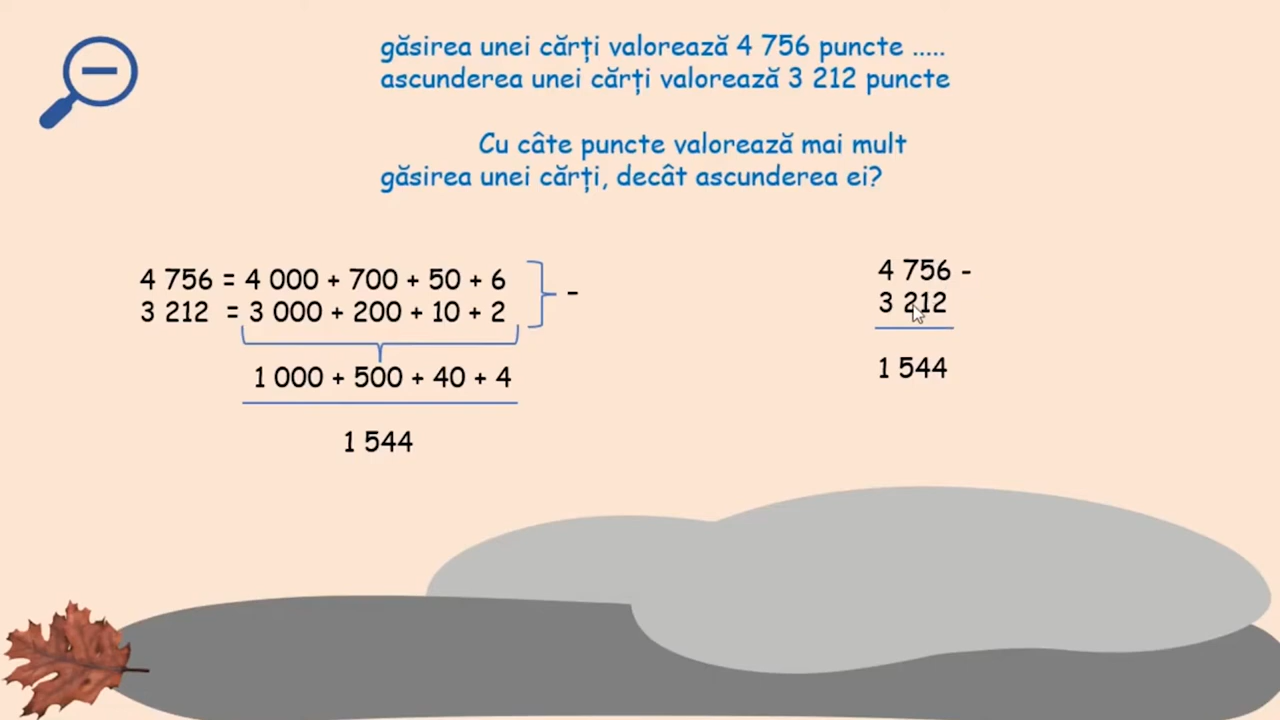 găsirea unei cărți valorează 4 756 puncte .....
ascunderea unei cărți valorează 3 212 puncte
Cu câte puncte valorează mai mult
găsirea unei cărți, decât ascunderea ei?
4 756 = 4 000 + 700 + 50 + 6
3 212 = 3 000 + 200 + 10 + 2
-
1 000 + 500 + 40 + 4
1 544
4 756 -
3 212
1 544